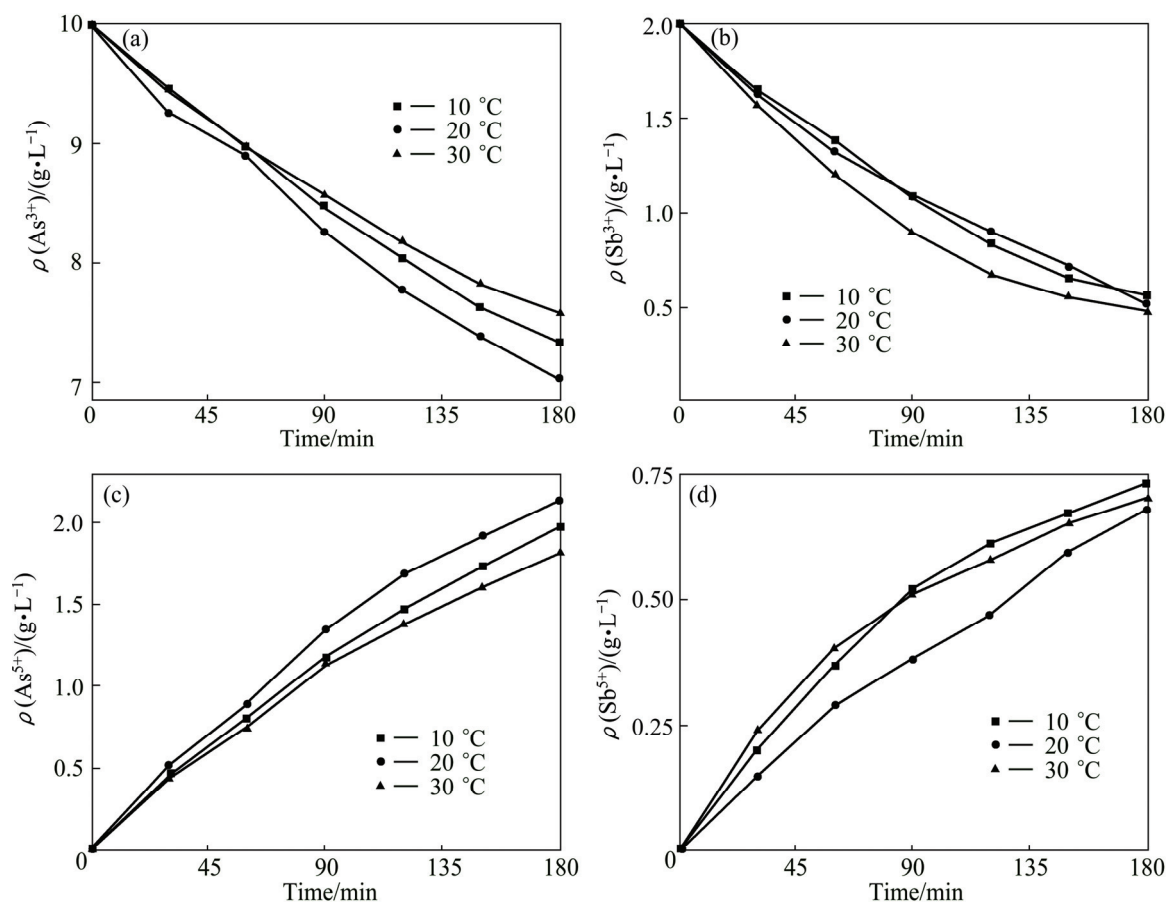 (a)
10
9
8
7
ρ(As³⁺)/(g•L⁻¹)
10 °C
20 °C
30 °C
0 45 90 135 180
Time/min
(b)
2.0
1.5
1.0
0.5
ρ(Sb³⁺)/(g•L⁻¹)
10 °C
20 °C
30 °C
0 45 90 135 180
Time/min
(c)
2.0
1.5
1.0
0.5
0
ρ(As⁵⁺)/(g•L⁻¹)
10 °C
20 °C
30 °C
45 90 135 180
Time/min
(d)
0.75
0.50
0.25
0
ρ(Sb⁵⁺)/(g•L⁻¹)
10 °C
20 °C
30 °C
45 90 135 180
Time/min